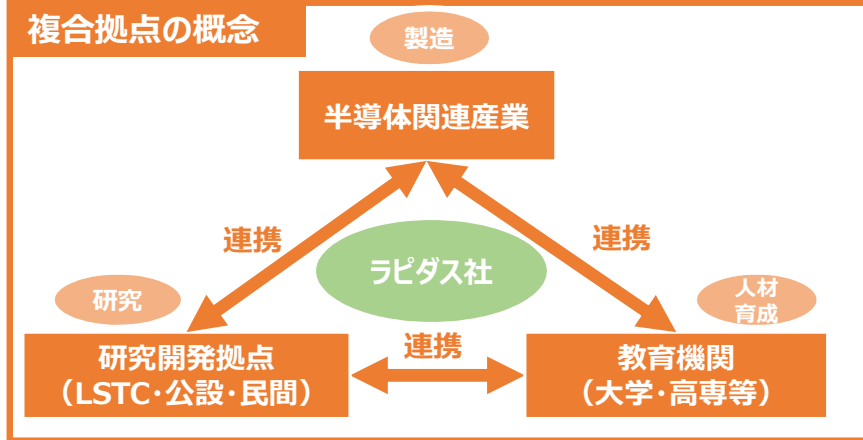 複合拠点の概念
製造
半導体関連産業
連携
連携
ラピダス社
研究
人材
育成
連携
研究開発拠点
（LSTC･公設･民間）
教育機関
（大学･高専等）